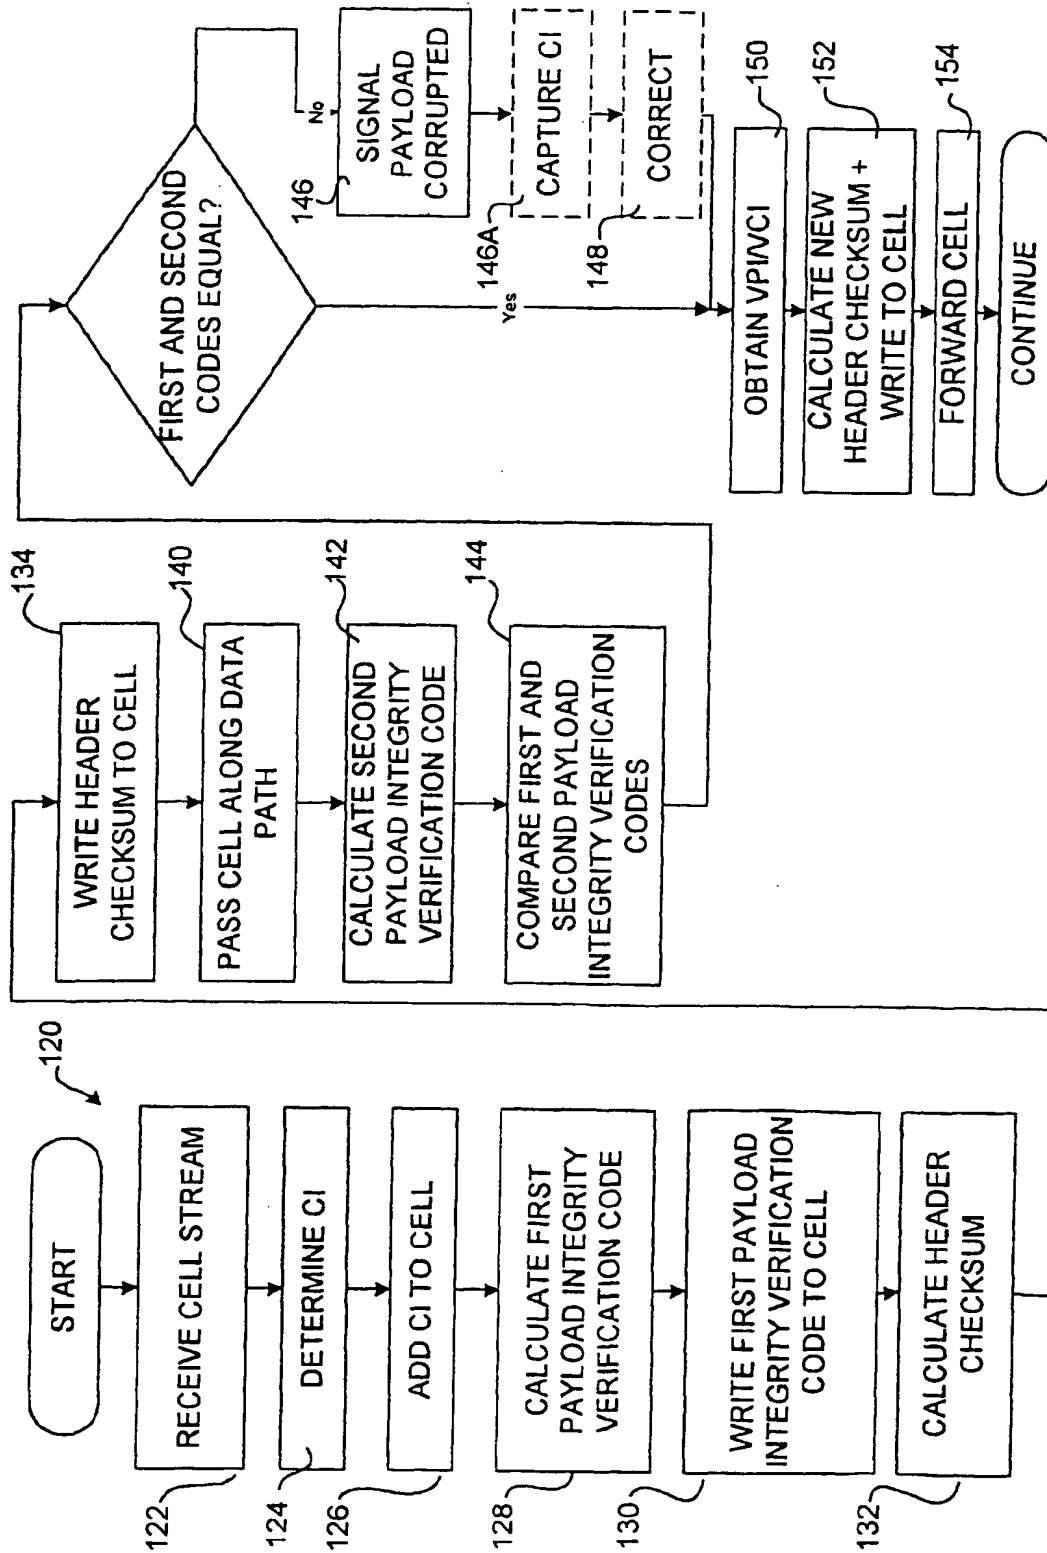 120
START
122
RECEIVE CELL STREAM
124
DETERMINE CI
126
ADD CI TO CELL
128
CALCULATE FIRST
PAYLOAD INTEGRITY
VERIFICATION CODE
130
WRITE FIRST PAYLOAD
INTEGRITY VERIFICATION
CODE TO CELL
132
CALCULATE HEADER
CHECKSUM
134
WRITE HEADER
CHECKSUM TO CELL
140
PASS CELL ALONG DATA
PATH
142
CALCULATE SECOND
PAYLOAD INTEGRITY
VERIFICATION CODE
144
COMPARE FIRST AND
SECOND PAYLOAD
INTEGRITY VERIFICATION
CODES
FIRST AND SECOND
CODES EQUAL?
No
146
SIGNAL
PAYLOAD
CORRUPTED
146A
CAPTURE CI
148
CORRECT
Yes
150
OBTAIN VPI/VCI
152
CALCULATE NEW
HEADER CHECKSUM +
WRITE TO CELL
154
FORWARD CELL
CONTINUE